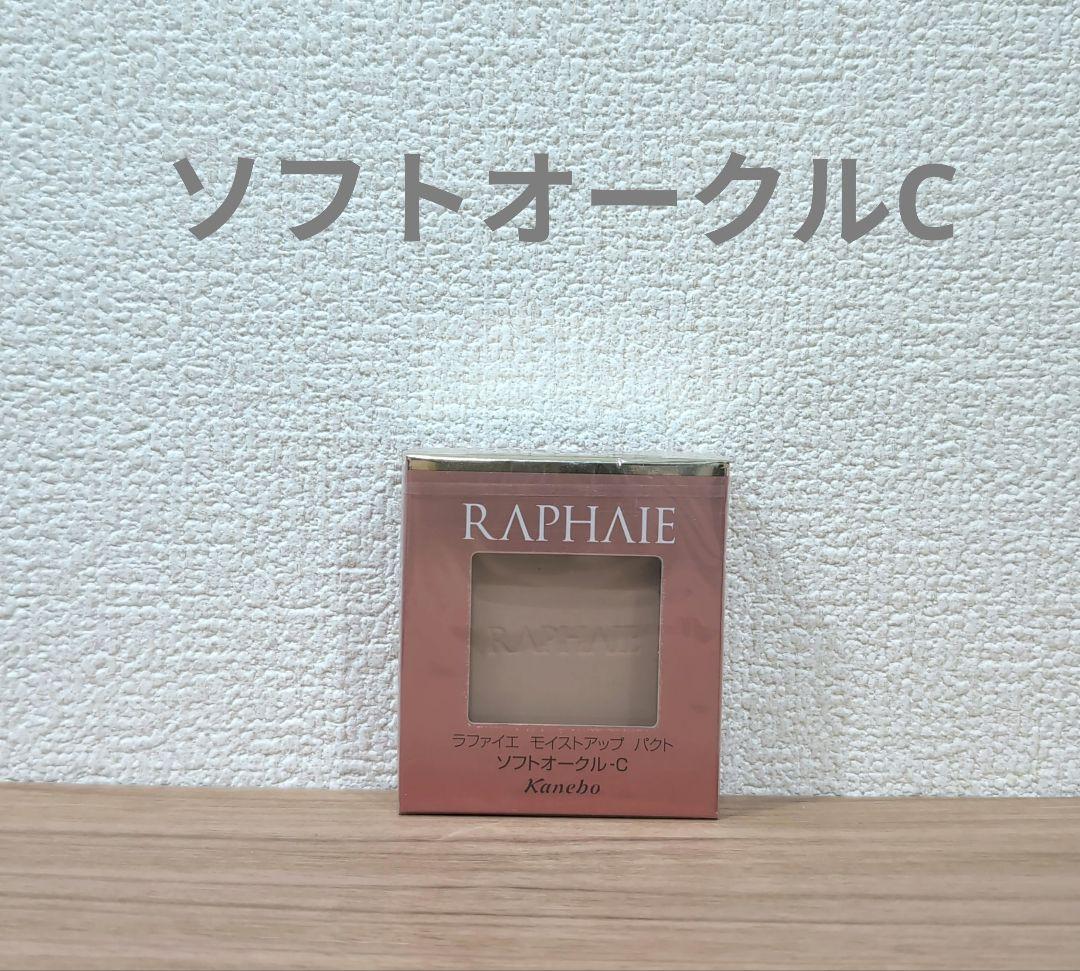 ソフトオークルC
RAPHAIE
RAPHAIE
ラファイエ モイストアップ パクト
ソフトオークル-C
Kanebo